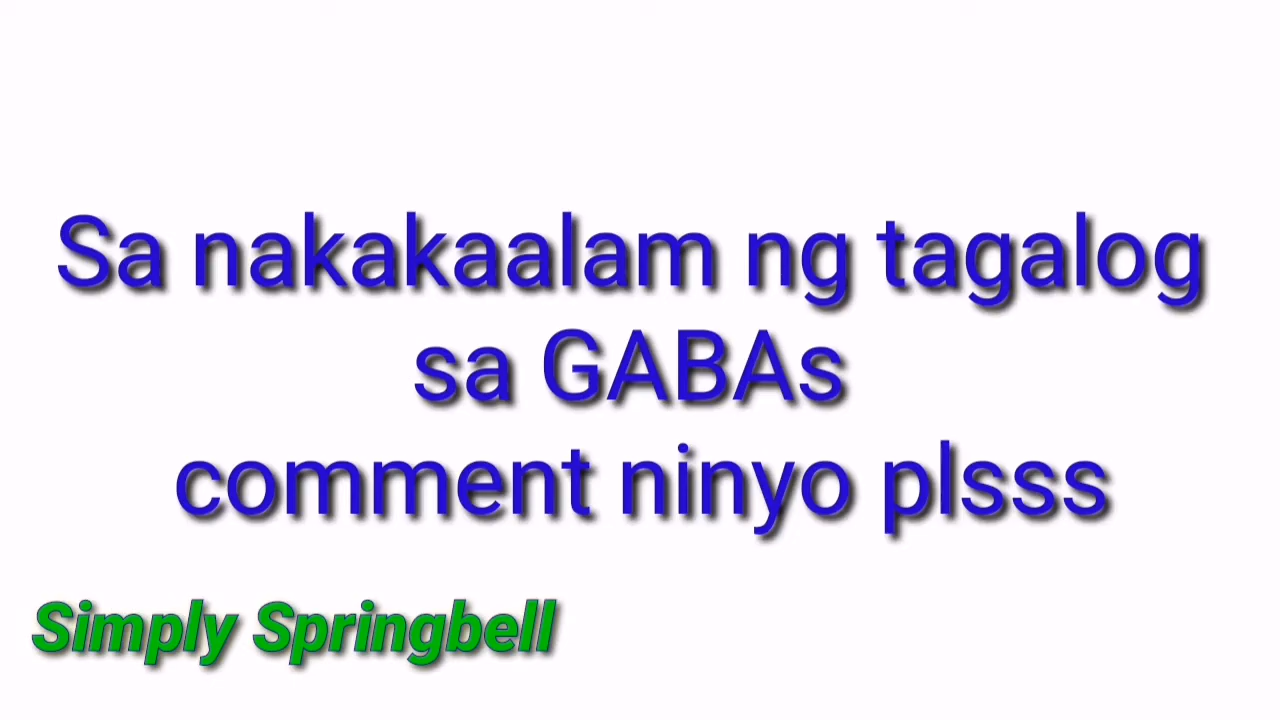 Sa nakakaalam ng tagalog
sa GABAs
comment ninyo plsss
Simply Springbell